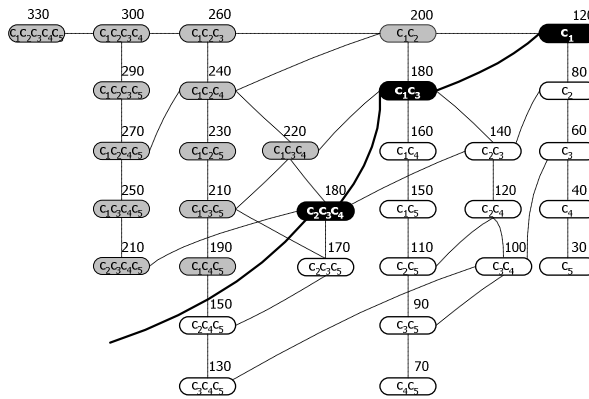 330 300 260 200 120
C1C2C3C4C5 C1C2C3C4 C1C2C3 C1C2 C1
290 240 180 80
C1C2C3C5 C1C2C4 C1C3 C2
270 230 220 160 140 60
C1C2C4C5 C1C2C5 C1C3C4 C1C4 C2C3 C3
250 210 180 150 120 40
C1C3C4C5 C1C3C5 C2C3C4 C1C5 C2C4 C4
210 190 170 110 100 30
C2C3C4C5 C1C4C5 C2C3C5 C2C5 C3C4 C5
150 90
C2C4C5 C3C5
130 70
C3C4C5 C4C5